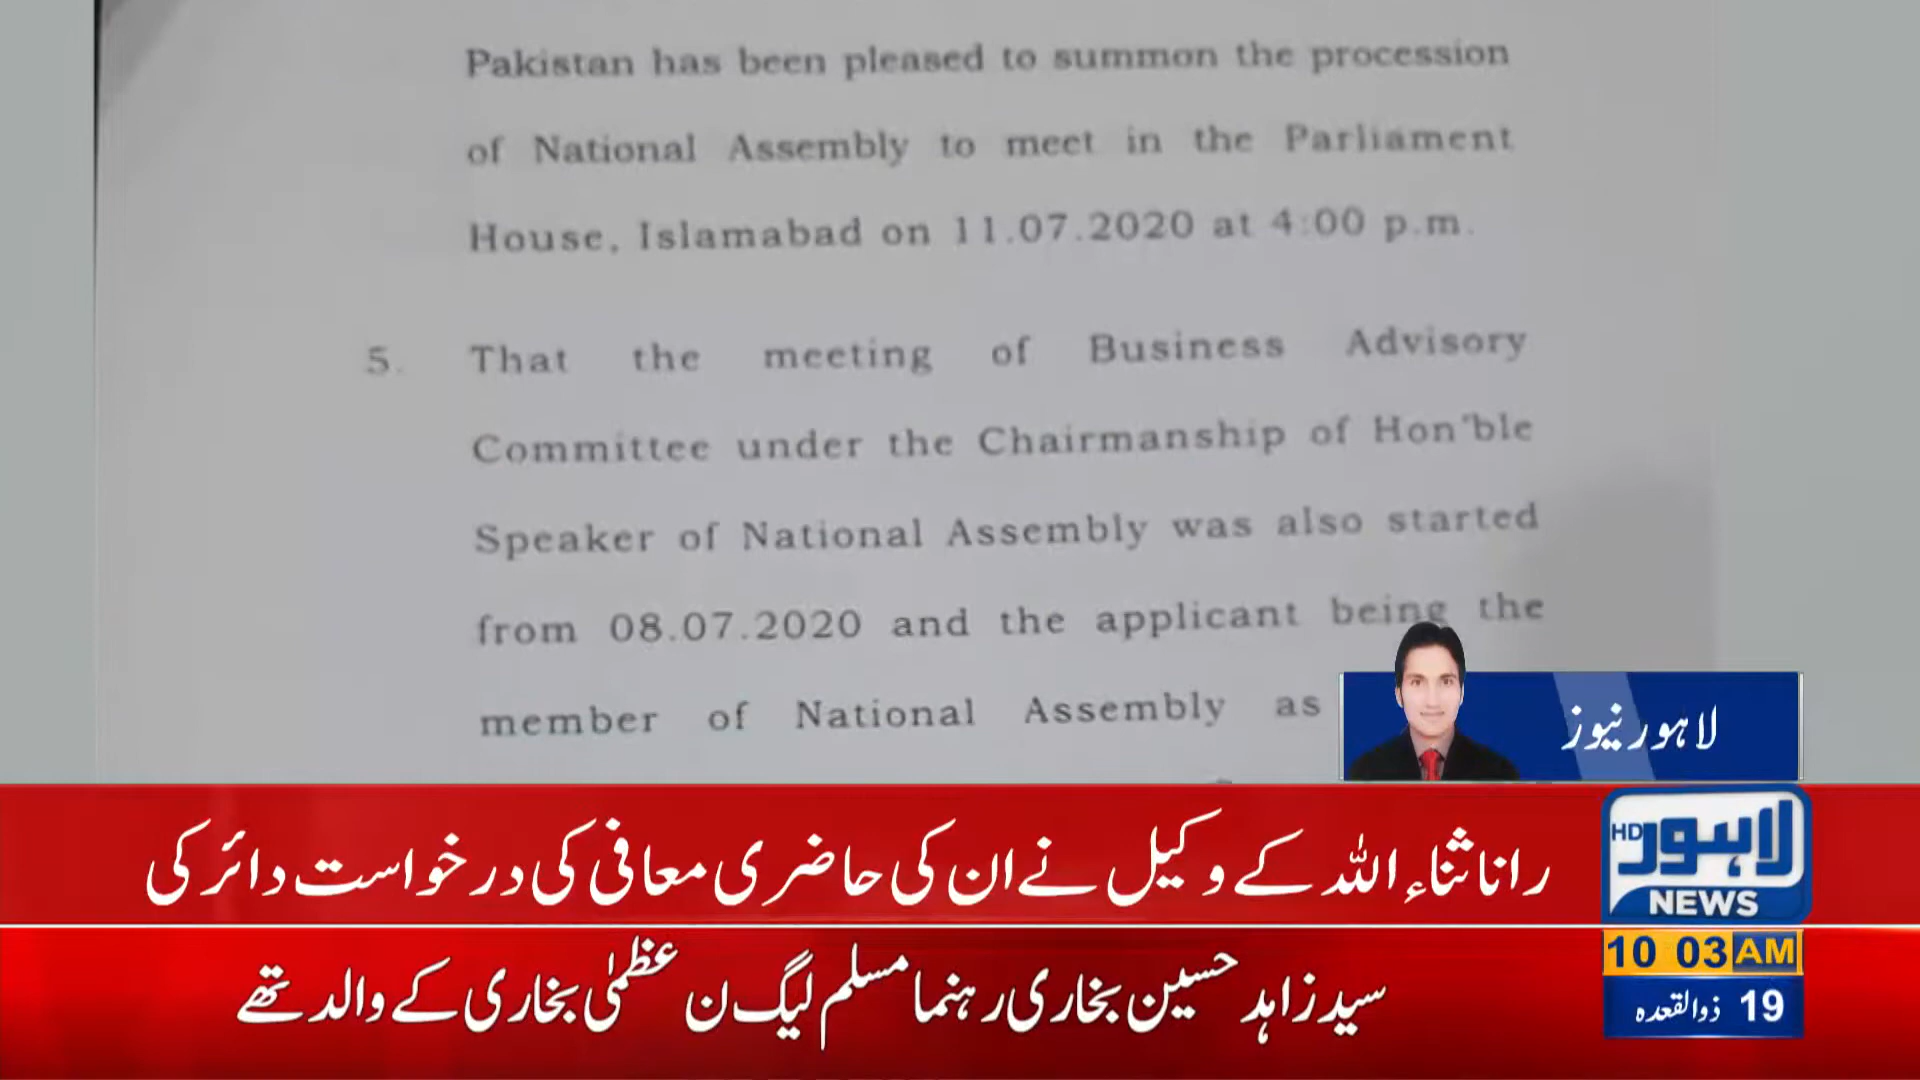 Pakistan has been pleased to summon the procession
of National Assembly to meet in the Parliament
House, Islamabad on 11.07.2020 at 4:00 p.m.
5. That the meeting of Business Advisory
Committee under the Chairmanship of Hon'ble
Speaker of National Assembly was also started
from 08.07.2020 and the applicant being the
member of National Assembly as
لاہور نیوز
رانا ثناء اللہ کے وکیل نے ان کی حاضری معافی کی درخواست دائر کی
لاہور HD
NEWS
10 03 AM
سید زاہد حسین بخاری رہنما مسلم لیگ ن عظمٰی بخاری کے والد تھے
19 ذوالقعدہ